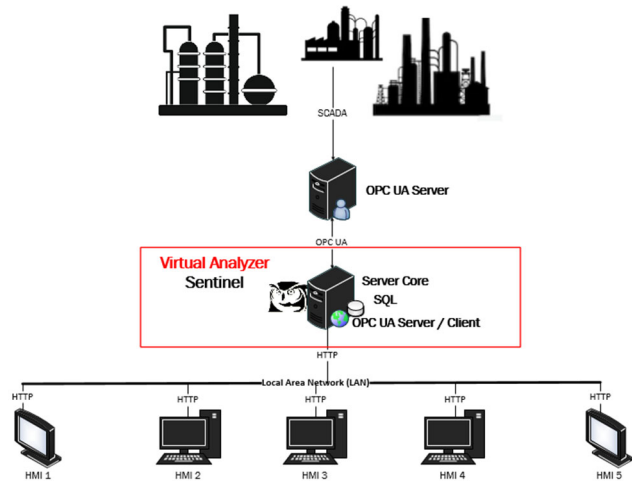 SCADA
OPC UA Server
OPC UA
Virtual Analyzer
Sentinel
Server Core
SQL
OPC UA Server / Client
HTTP
Local Area Network (LAN)
HTTP
HTTP
HTTP
HTTP
HTTP
HMI 1
HMI 2
HMI 3
HMI 4
HMI 5